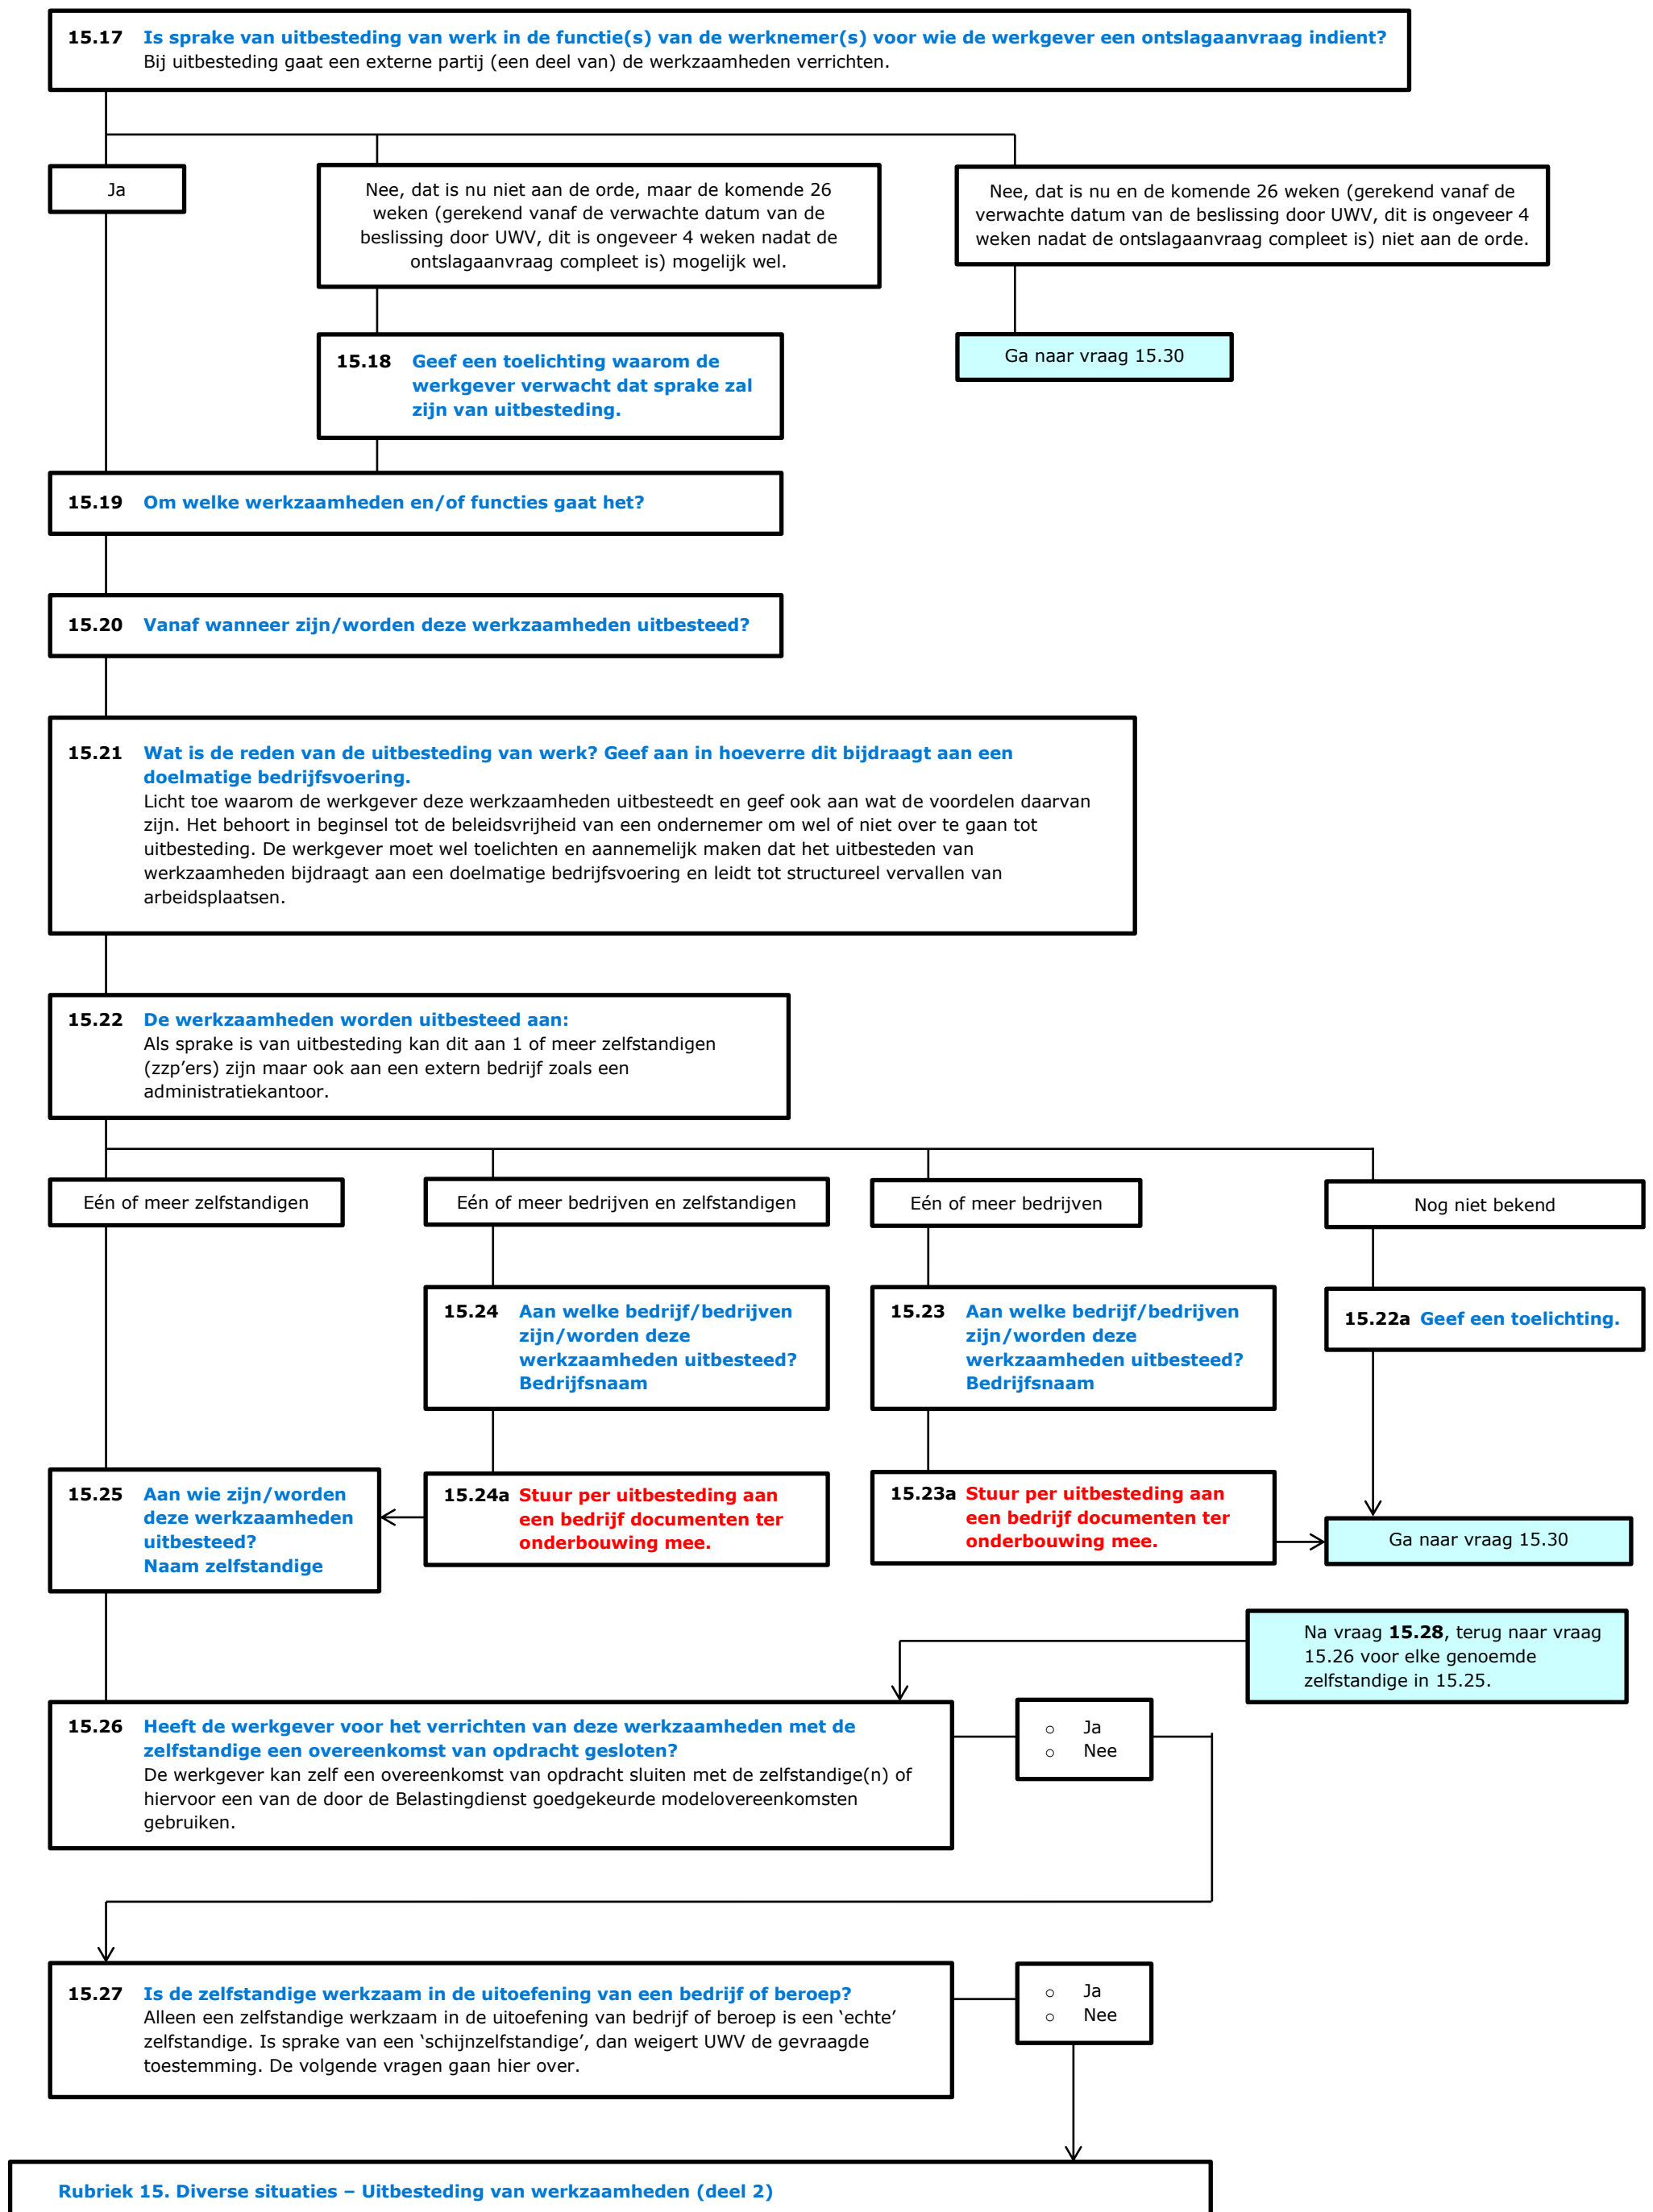 15.17 Is sprake van uitbesteding van werk in de functie(s) van de werknemer(s) voor wie de werkgever een ontslagaanvraag indient?
Bij uitbesteding gaat een externe partij (een deel van) de werkzaamheden verrichten.
Ja
Nee, dat is nu niet aan de orde, maar de komende 26
weken (gerekend vanaf de verwachte datum van de
beslissing door UWV, dit is ongeveer 4 weken nadat de
ontslagaanvraag compleet is) mogelijk wel.
Nee, dat is nu en de komende 26 weken (gerekend vanaf de
verwachte datum van de beslissing door UWV, dit is ongeveer 4
weken nadat de ontslagaanvraag compleet is) niet aan de orde.
15.18 Geef een toelichting waarom de
werkgever verwacht dat sprake zal
zijn van uitbesteding.
Ga naar vraag 15.30
15.19 Om welke werkzaamheden en/of functies gaat het?
15.20 Vanaf wanneer zijn/worden deze werkzaamheden uitbesteed?
15.21 Wat is de reden van de uitbesteding van werk? Geef aan in hoeverre dit bijdraagt aan een
doelmatige bedrijfsvoering.
Licht toe waarom de werkgever deze werkzaamheden uitbesteedt en geef ook aan wat de voordelen daarvan
zijn. Het behoort in beginsel tot de beleidsvrijheid van een ondernemer om wel of niet over te gaan tot
uitbesteding. De werkgever moet wel toelichten en aannemelijk maken dat het uitbesteden van
werkzaamheden bijdraagt aan een doelmatige bedrijfsvoering en leidt tot structureel vervallen van
arbeidsplaatsen.
15.22 De werkzaamheden worden uitbesteed aan:
Als sprake is van uitbesteding kan dit aan 1 of meer zelfstandigen
(zzp’ers) zijn maar ook aan een extern bedrijf zoals een
administratiekantoor.
Eén of meer zelfstandigen
Eén of meer bedrijven en zelfstandigen
Eén of meer bedrijven
Nog niet bekend
15.24 Aan welke bedrijf/bedrijven
zijn/worden deze
werkzaamheden uitbesteed?
Bedrijfsnaam
15.23 Aan welke bedrijf/bedrijven
zijn/worden deze
werkzaamheden uitbesteed?
Bedrijfsnaam
15.22a Geef een toelichting.
15.25 Aan wie zijn/worden
deze werkzaamheden
uitbesteed?
Naam zelfstandige
15.24a Stuur per uitbesteding aan
een bedrijf documenten ter
onderbouwing mee.
15.23a Stuur per uitbesteding aan
een bedrijf documenten ter
onderbouwing mee.
Ga naar vraag 15.30
Na vraag 15.28, terug naar vraag
15.26 voor elke genoemde
zelfstandige in 15.25.
15.26 Heeft de werkgever voor het verrichten van deze werkzaamheden met de
zelfstandige een overeenkomst van opdracht gesloten?
De werkgever kan zelf een overeenkomst van opdracht sluiten met de zelfstandige(n) of
hiervoor een van de door de Belastingdienst goedgekeurde modelovereenkomsten
gebruiken.
o Ja
o Nee
15.27 Is de zelfstandige werkzaam in de uitoefening van een bedrijf of beroep?
Alleen een zelfstandige werkzaam in de uitoefening van bedrijf of beroep is een ‘echte’
zelfstandige. Is sprake van een ‘schijnzelfstandige’, dan weigert UWV de gevraagde
toestemming. De volgende vragen gaan hier over.
o Ja
o Nee
Rubriek 15. Diverse situaties – Uitbesteding van werkzaamheden (deel 2)